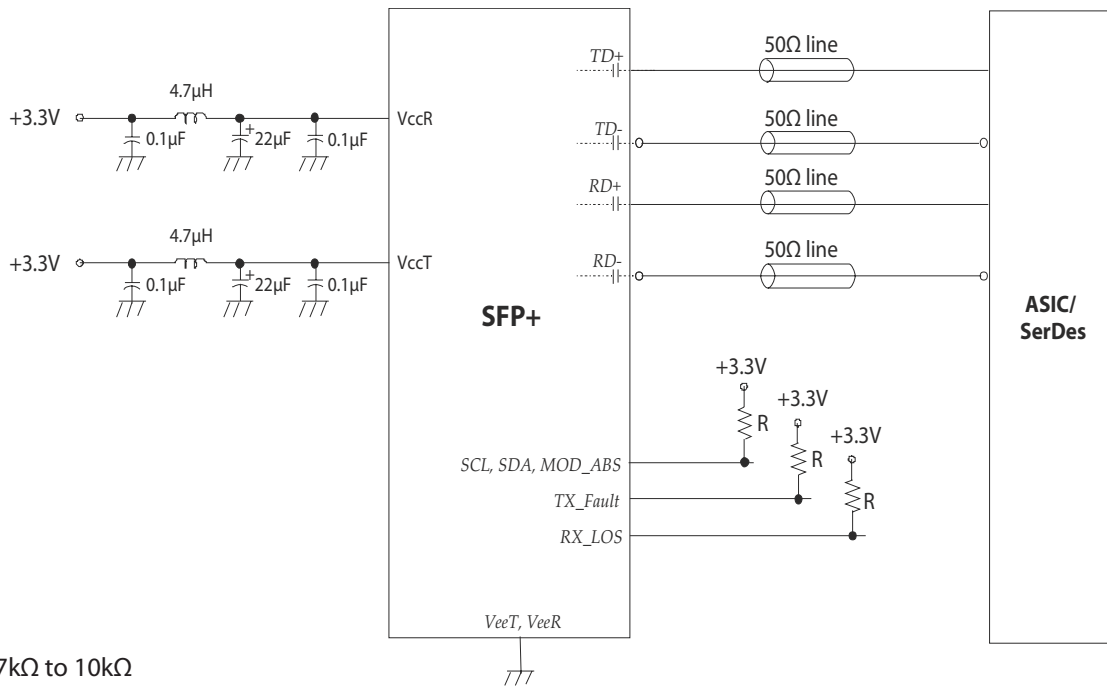 50Ω line
TD+
4.7µH
+3.3V
0.1µF
+
22µF
0.1µF
VccR
TD-
50Ω line
RD+
50Ω line
4.7µH
+3.3V
0.1µF
+
22µF
0.1µF
VccT
RD-
50Ω line
SFP+
ASIC/
SerDes
+3.3V
R
+3.3V
R
+3.3V
R
SCL, SDA, MOD_ABS
TX_Fault
RX_LOS
VeeT, VeeR
7kΩ to 10kΩ